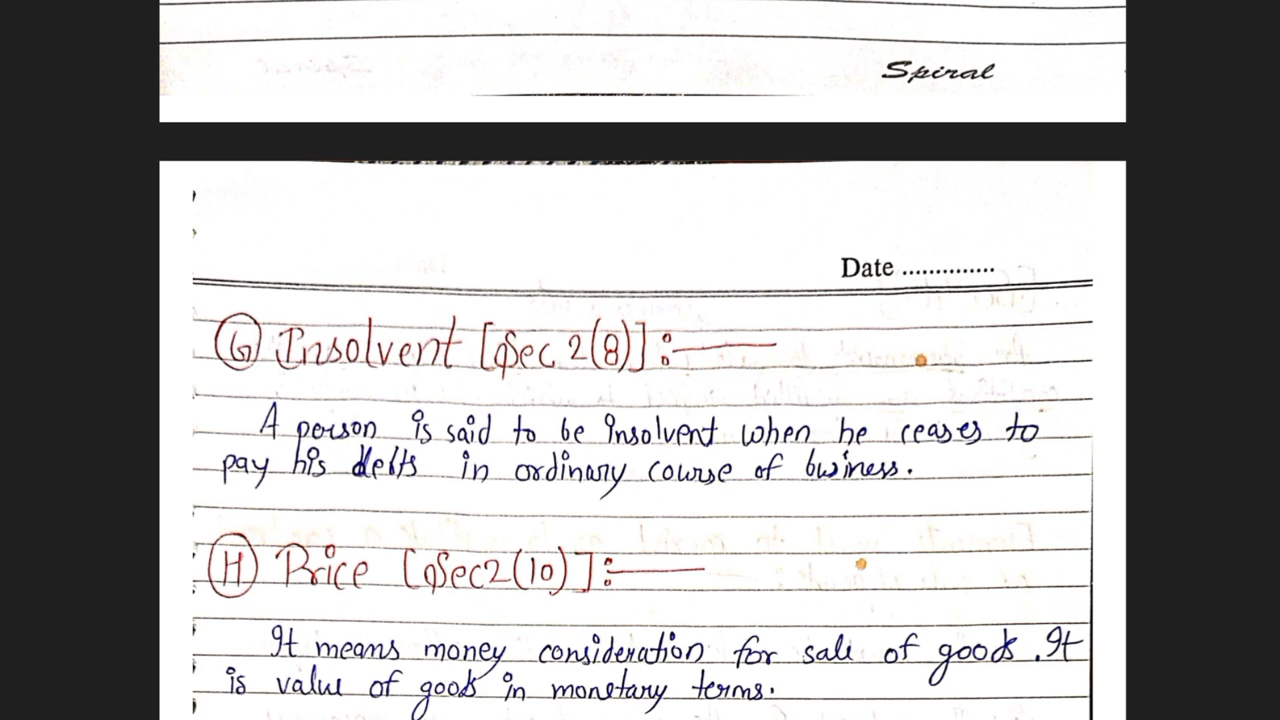 Spiral
Date ..............
(G) Insolvent [Sec 2(8)] :——
A person is said to be insolvent when he ceases to
pay his debts in ordinary course of business.
(H) Price [Sec2(10)] :——
It means money consideration for sale of goods. It
is value of goods in monetary terms.